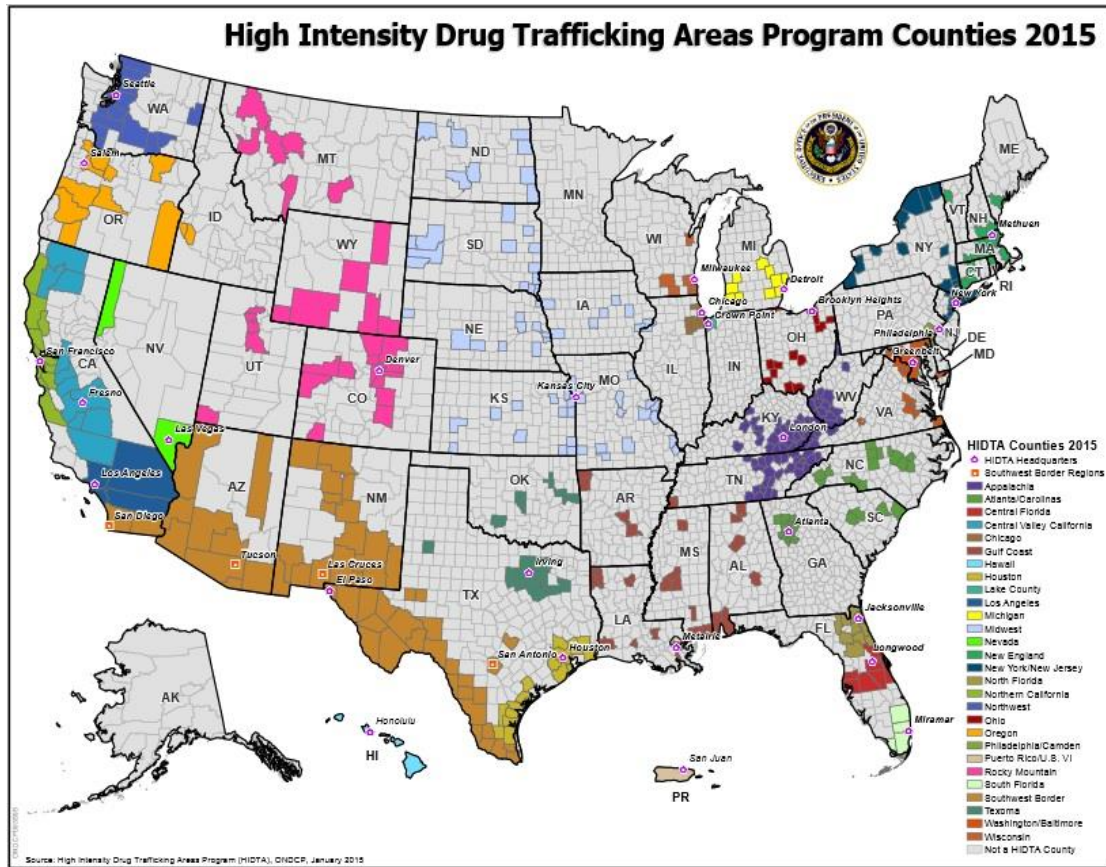 High Intensity Drug Trafficking Areas Program Counties 2015
Seattle
WA
Salem
OR
ID
MT
WY
ND
SD
NE
MN
IA
WI
MI
Milwaukee
Detroit
Chicago
Crown Point
Brooklyn Heights
ME
VT
NH
Methuen
NY
MA
CT
RI
New York
PA
NJ
Philadelphia
DE
MD
Greenbelt
OH
IN
IL
WV
VA
KY
London
San Francisco
CA
NV
Fresno
UT
CO
Denver
KS
Kansas City
MO
Las Vegas
Los Angeles
San Diego
AZ
Tucson
NM
Las Cruces
El Paso
OK
AR
TN
NC
SC
Atlanta
GA
AL
MS
LA
TX
Irving
San Antonio
Houston
Metairie
FL
Jacksonville
Longwood
Miramar
AK
Honolulu
HI
San Juan
PR
HIDTA Counties 2015
HIDTA Headquarters
Southwest Border Regions
Appalachia
Atlanta/Carolinas
Central Florida
Central Valley California
Chicago
Gulf Coast
Hawaii
Houston
Lake County
Los Angeles
Michigan
Midwest
Nevada
New England
New York/New Jersey
North Florida
Northern California
Northwest
Ohio
Oregon
Philadelphia/Camden
Puerto Rico/U.S. VI
Rocky Mountain
South Florida
Southwest Border
Texoma
Washington/Baltimore
Wisconsin
Not a HIDTA County
Source: High Intensity Drug Trafficking Areas Program (HIDTA), ONDCP, January 2015